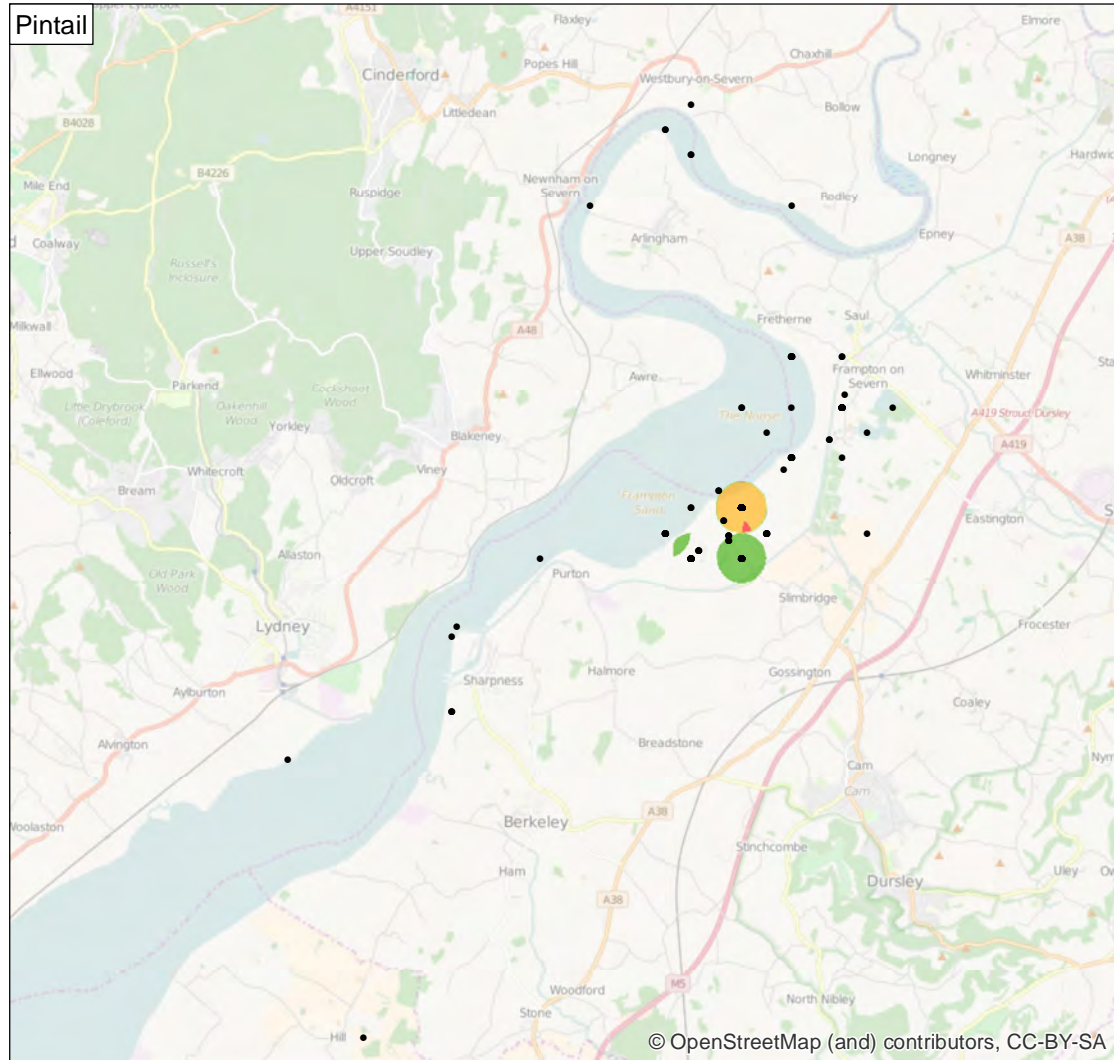 Pintail
Upper Lydbrook
A4151
Flaxley
Elmore
Cinderford
Popes Hill
Chaxhill
Westbury-on-Severn
Littledean
Bollow
B4028
Longney
Hardwic
Mile End
B4226
Ruspidge
Newnham on
Severn
Rodley
Epney
A38
Coalway
Arlingham
Upper Soudley
Russell's
Inclosure
Milkwall
A48
Fretherne
Saul
Ellwood
Parkend
Awre
Frampton on
Severn
Whitminster
Little Drybrook
(Coleford)
Oakenhill
Wood
Cockshoot
Wood
The Noose
A419 Stroud, Dursley
Yorkley
Blakeney
A419
Whitecroft
Viney
Bream
Oldcroft
Frampton
Sand
Eastington
Allaston
Old Park
Wood
Purton
Slimbridge
Lydney
Frocester
Halmore
Gossington
Sharpness
Aylburton
Coaley
Alvington
Breadstone
Cam
Cam
Woolaston
Berkeley
A38
Stinchcombe
Ham
Uley
Dursley
A38
M5
Woodford
North Nibley
Stone
Hill
© OpenStreetMap (and) contributors, CC-BY-SA